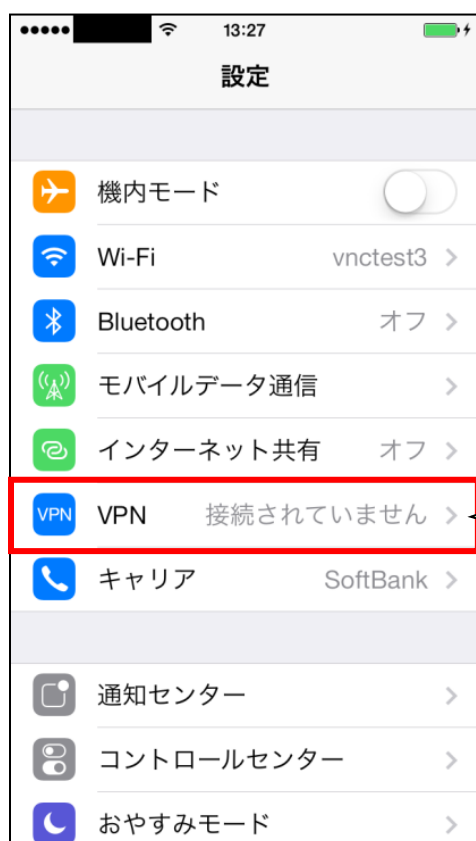 13:27
設定
機内モード
Wi-Fi vnctest3
Bluetooth オフ
モバイルデータ通信
インターネット共有 オフ
VPN VPN 接続されていません
キャリア SoftBank
通知センター
コントロールセンター
おやすみモード